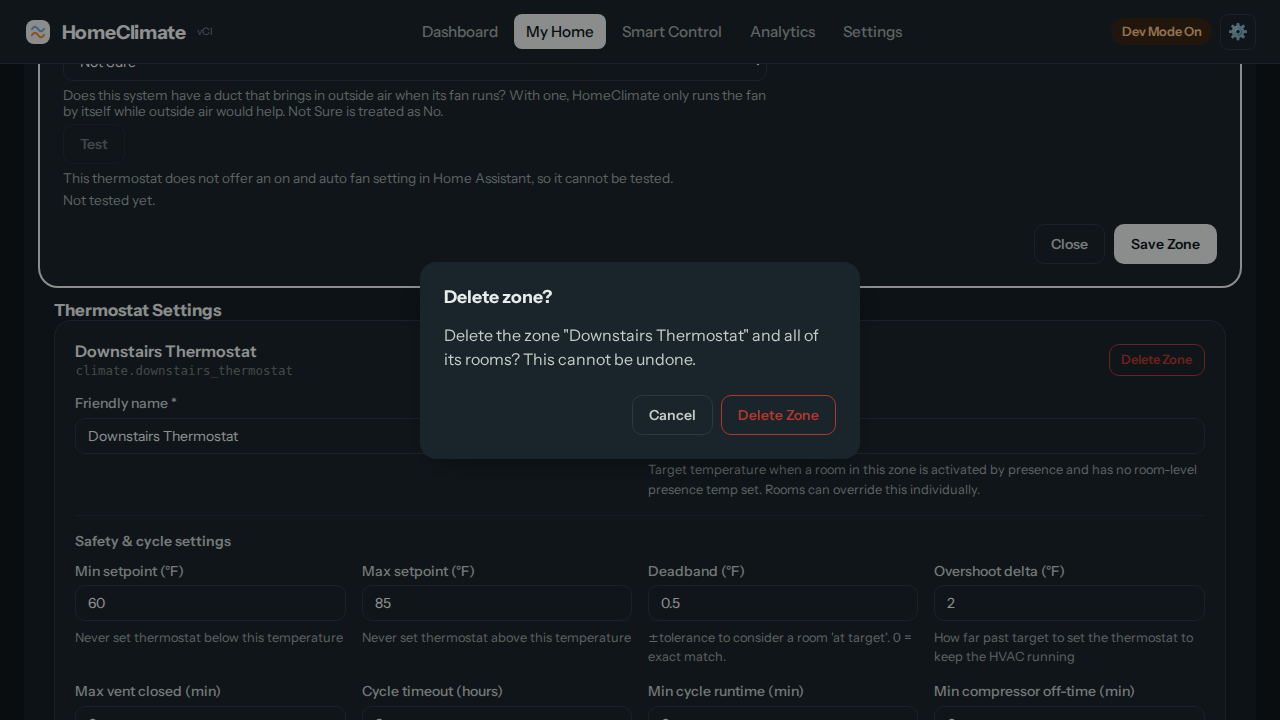 HomeClimate vCI Dashboard My Home Smart Control Analytics Settings Dev Mode On
Not Sure
Does this system have a duct that brings in outside air when its fan runs? With one, HomeClimate only runs the fan
by itself while outside air would help. Not Sure is treated as No.
Test
This thermostat does not offer an on and auto fan setting in Home Assistant, so it cannot be tested.
Not tested yet.
Close Save Zone
Delete zone?
Delete the zone "Downstairs Thermostat" and all of
its rooms? This cannot be undone.
Cancel Delete Zone
Thermostat Settings
Downstairs Thermostat
climate.downstairs_thermostat
Delete Zone
Friendly name *
Downstairs Thermostat
Target temperature when a room in this zone is activated by presence and has no room-level
presence temp set. Rooms can override this individually.
Safety & cycle settings
Min setpoint (°F) Max setpoint (°F) Deadband (°F) Overshoot delta (°F)
60 85 0.5 2
Never set thermostat below this temperature Never set thermostat above this temperature ±tolerance to consider a room 'at target'. 0 = How far past target to set the thermostat to
exact match. keep the HVAC running
Max vent closed (min) Cycle timeout (hours) Min cycle runtime (min) Min compressor off-time (min)